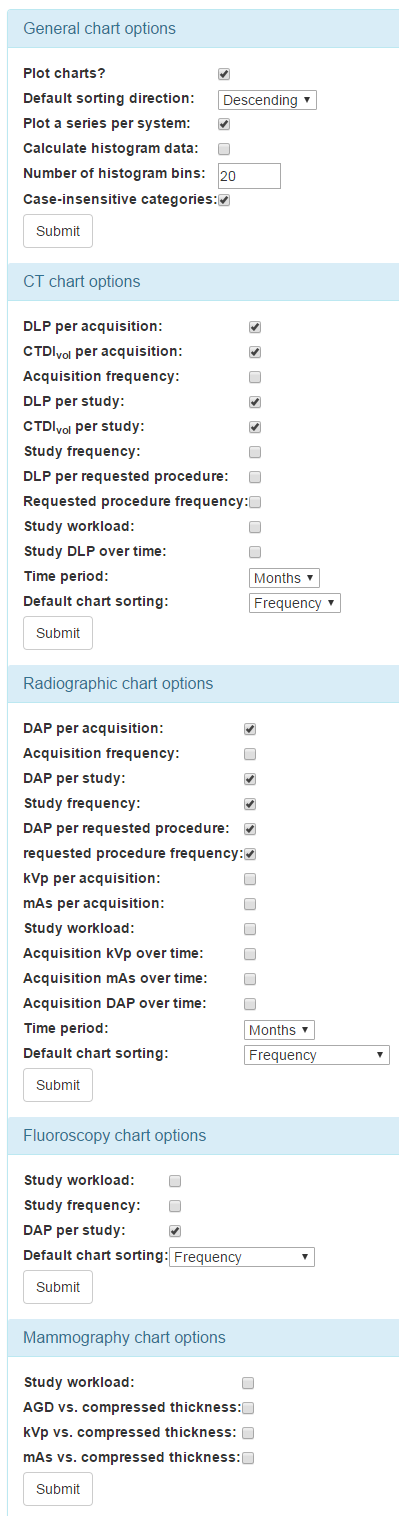 General chart options
Plot charts?
Default sorting direction: Descending
Plot a series per system:
Calculate histogram data:
Number of histogram bins: 20
Case-insensitive categories:
Submit
CT chart options
DLP per acquisition:
CTDIvol per acquisition:
Acquisition frequency:
DLP per study:
CTDIvol per study:
Study frequency:
DLP per requested procedure:
Requested procedure frequency:
Study workload:
Study DLP over time:
Time period: Months
Default chart sorting: Frequency
Submit
Radiographic chart options
DAP per acquisition:
Acquisition frequency:
DAP per study:
Study frequency:
DAP per requested procedure:
requested procedure frequency:
kVp per acquisition:
mAs per acquisition:
Study workload:
Acquisition kVp over time:
Acquisition mAs over time:
Acquisition DAP over time:
Time period: Months
Default chart sorting: Frequency
Submit
Fluoroscopy chart options
Study workload:
Study frequency:
DAP per study:
Default chart sorting: Frequency
Submit
Mammography chart options
Study workload:
AGD vs. compressed thickness:
kVp vs. compressed thickness:
mAs vs. compressed thickness:
Submit